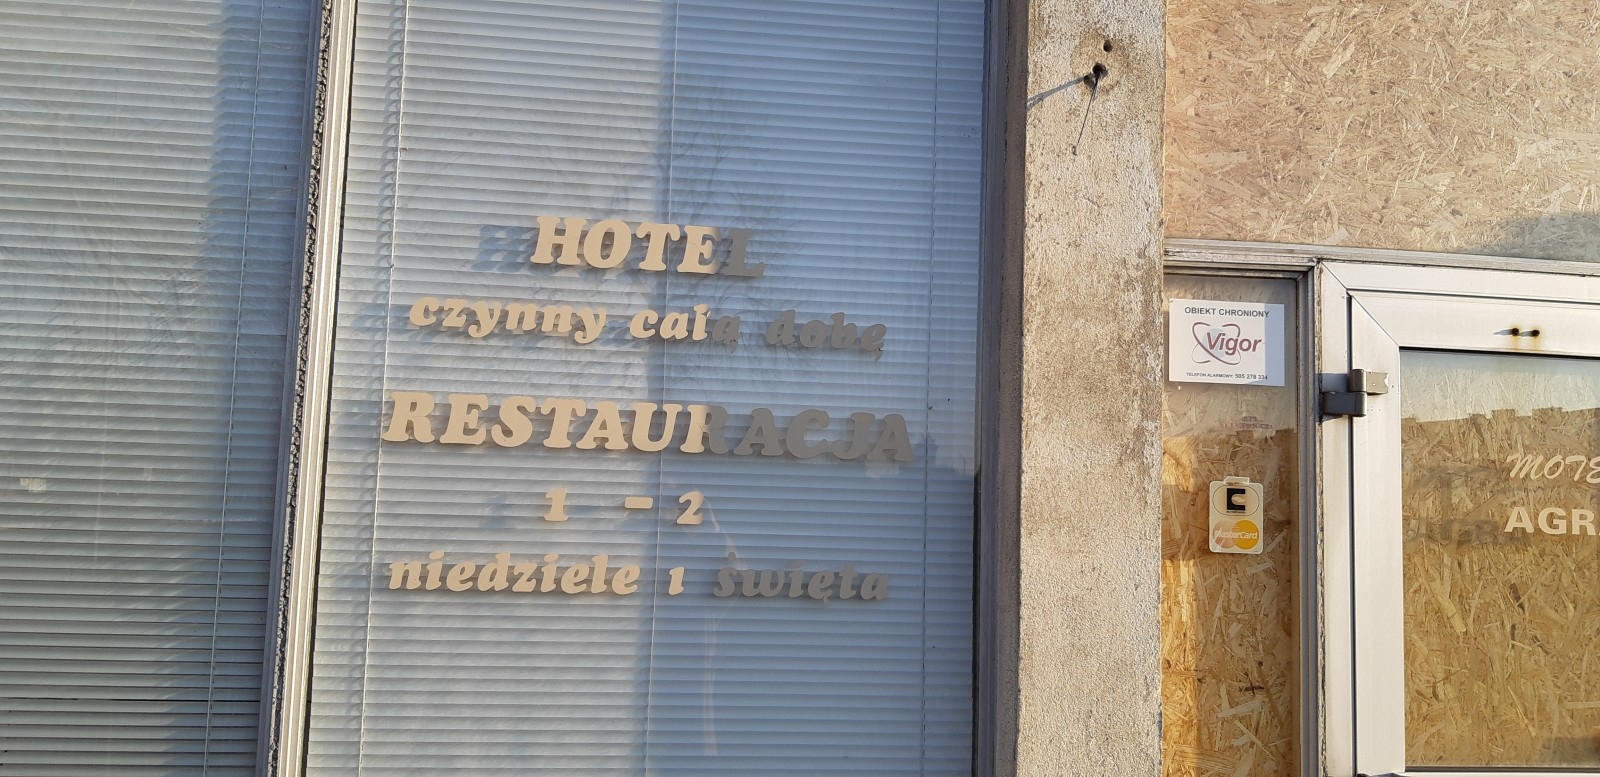 HOTEL
czynny całą dobę
RESTAURACJA
1 - 2
niedziele ı święta
OBIEKT CHRONIONY
Vigor
TELEFON ALARMOWY: 505 278 334
MasterCard
MOTE
AGR